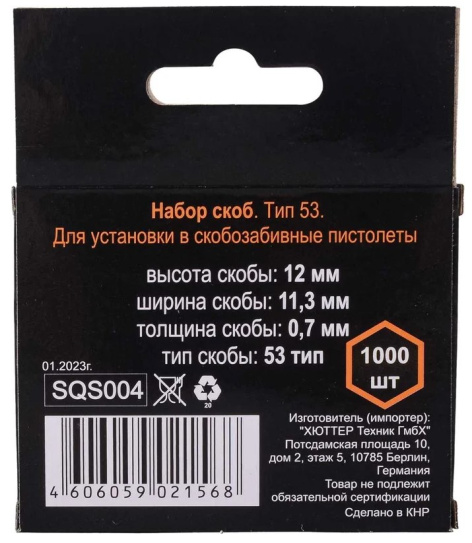 Набор скоб. Тип 53.
Для установки в скобозабивные пистолеты
высота скобы: 12 мм
ширина скобы: 11,3 мм
толщина скобы: 0,7 мм
тип скобы: 53 тип
1000
шт
01.2023г.
SQS004
20
Изготовитель (импортер):
"ХЮТТЕР Техник ГмбХ"
Потсдамская площадь 10,
дом 2, этаж 5, 10785 Берлин,
Германия
Товар не подлежит
обязательной сертификации
Сделано в КНР
4 606059 021568